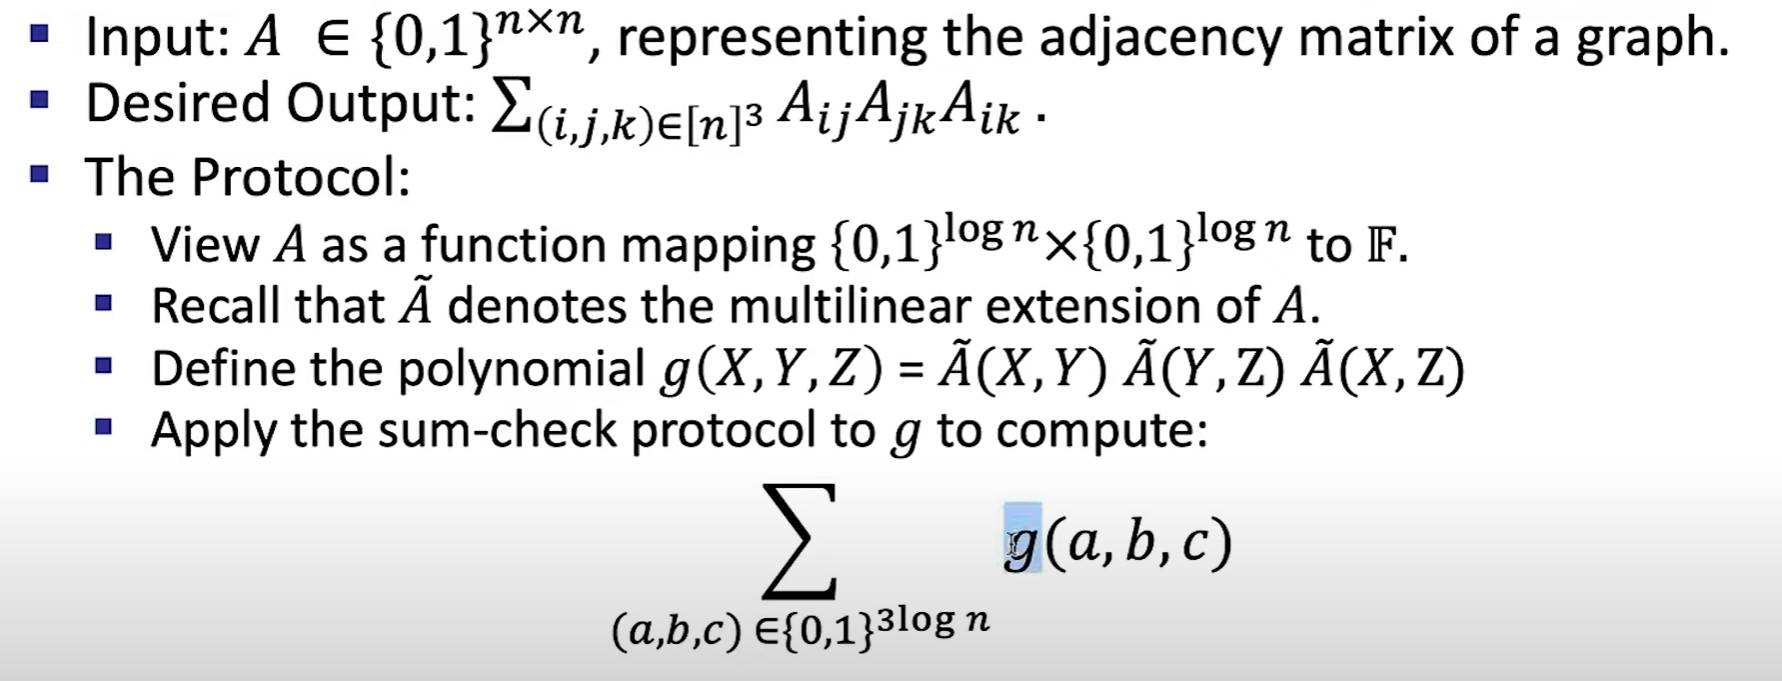 ▪ Input: A ∈ {0,1}ⁿˣⁿ, representing the adjacency matrix of a graph.
▪ Desired Output: ∑_{(i,j,k)∈[n]³} A_{ij}A_{jk}A_{ik} .
▪ The Protocol:
▪ View A as a function mapping {0,1}^{log n}×{0,1}^{log n} to 𝔽.
▪ Recall that Ã denotes the multilinear extension of A.
▪ Define the polynomial g(X,Y,Z) = Ã(X,Y) Ã(Y,Z) Ã(X,Z)
▪ Apply the sum-check protocol to g to compute:
∑_{(a,b,c) ∈{0,1}^{3log n}} g(a,b,c)